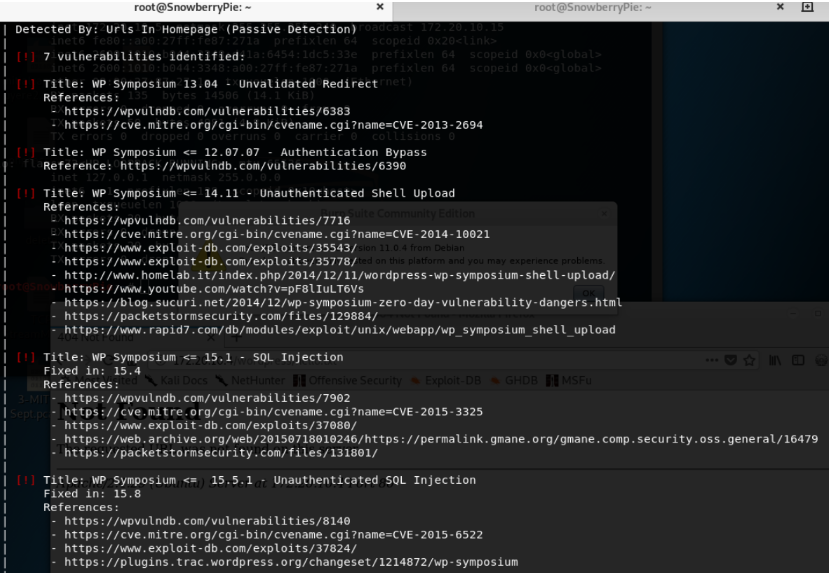 root@SnowberryPie: ~
root@SnowberryPie: ~
| Detected By: Urls In Homepage (Passive Detection)
| [!] 7 vulnerabilities identified:
| [!] Title: WP Symposium 13.04 - Unvalidated Redirect
| References:
| - https://wpvulndb.com/vulnerabilities/6383
| - https://cve.mitre.org/cgi-bin/cvename.cgi?name=CVE-2013-2694
| [!] Title: WP Symposium <= 12.07.07 - Authentication Bypass
| Reference: https://wpvulndb.com/vulnerabilities/6390
| [!] Title: WP Symposium <= 14.11 - Unauthenticated Shell Upload
| References:
| - https://wpvulndb.com/vulnerabilities/7716
| - https://cve.mitre.org/cgi-bin/cvename.cgi?name=CVE-2014-10021
| - https://www.exploit-db.com/exploits/35543/
| - https://www.exploit-db.com/exploits/35778/
| - http://www.homelab.it/index.php/2014/12/11/wordpress-wp-symposium-shell-upload/
| - https://www.youtube.com/watch?v=pF8lIuLT6Vs
| - https://blog.sucuri.net/2014/12/wp-symposium-zero-day-vulnerability-dangers.html
| - https://packetstormsecurity.com/files/129884/
| - https://www.rapid7.com/db/modules/exploit/unix/webapp/wp_symposium_shell_upload
| [!] Title: WP Symposium <= 15.1 - SQL Injection
| Fixed in: 15.4
| References:
| - https://wpvulndb.com/vulnerabilities/7902
| - https://cve.mitre.org/cgi-bin/cvename.cgi?name=CVE-2015-3325
| - https://www.exploit-db.com/exploits/37080/
| - https://web.archive.org/web/20150718010246/https://permalink.gmane.org/gmane.comp.security.oss.general/16479
| - https://packetstormsecurity.com/files/131801/
| [!] Title: WP Symposium <= 15.5.1 - Unauthenticated SQL Injection
| Fixed in: 15.8
| References:
| - https://wpvulndb.com/vulnerabilities/8140
| - https://cve.mitre.org/cgi-bin/cvename.cgi?name=CVE-2015-6522
| - https://www.exploit-db.com/exploits/37824/
| - https://plugins.trac.wordpress.org/changeset/1214872/wp-symposium